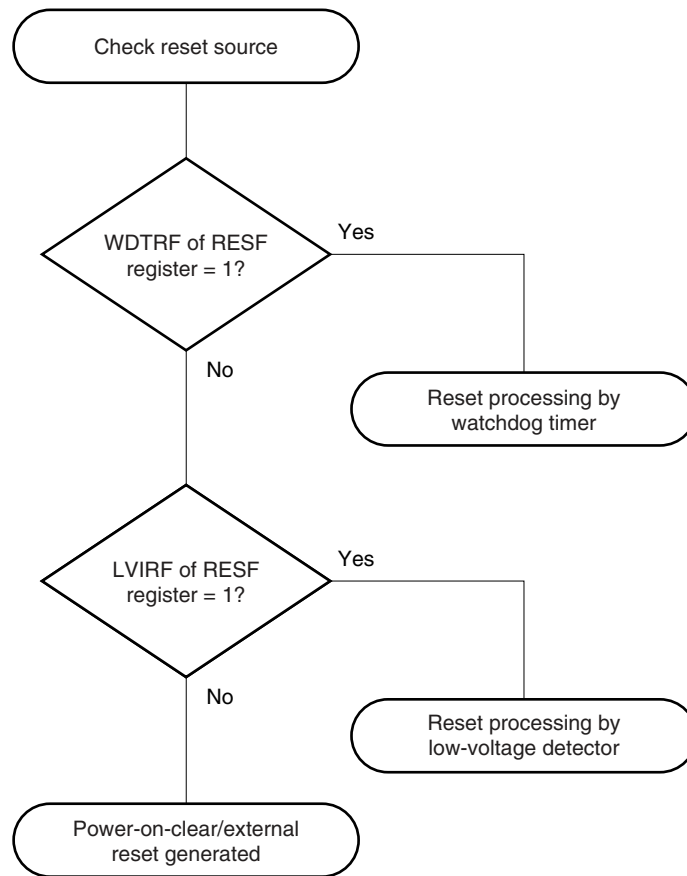 Check reset source
WDTRF of RESF
register = 1?
Yes
No
Reset processing by
watchdog timer
LVIRF of RESF
register = 1?
Yes
No
Reset processing by
low-voltage detector
Power-on-clear/external
reset generated